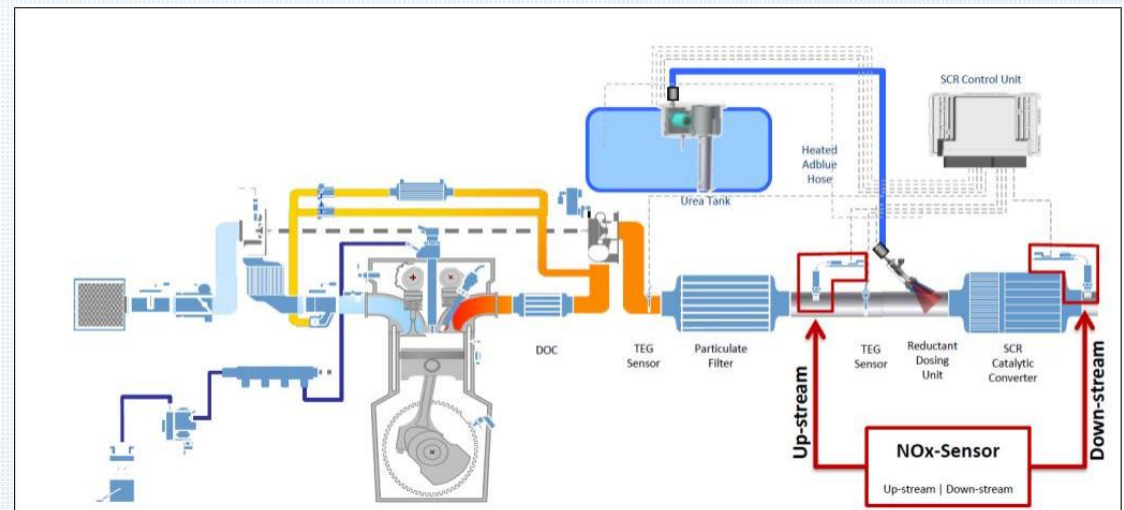 SCR Control Unit
Heated
Adblue
Hose
Urea Tank
DOC
TEG
Sensor
Particulate
Filter
TEG
Sensor
Reductant
Dosing
Unit
SCR
Catalytic
Converter
Up-stream
Down-stream
NOx-Sensor
Up-stream | Down-stream